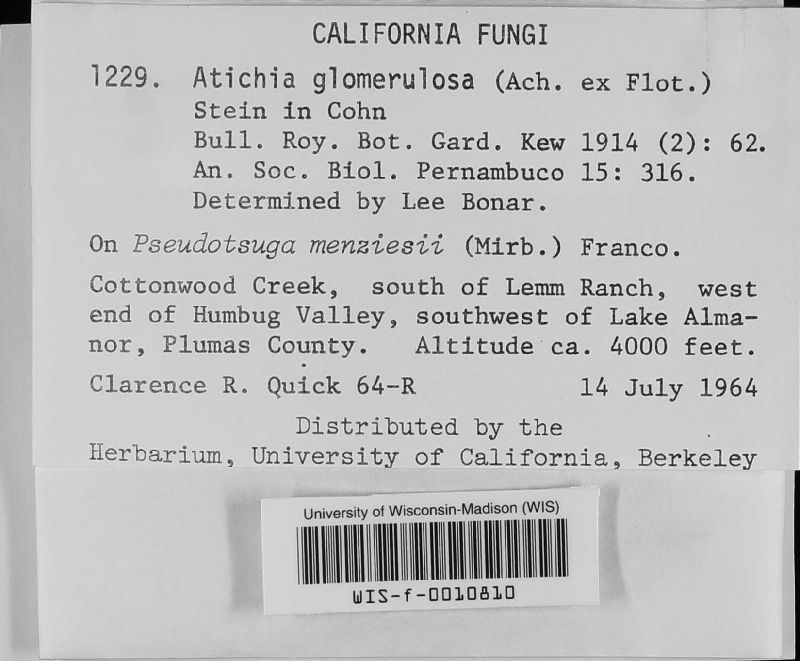 CALIFORNIA FUNGI
1229. Atichia glomerulosa (Ach. ex Flot.)
Stein in Cohn
Bull. Roy. Bot. Gard. Kew 1914 (2): 62.
An. Soc. Biol. Pernambuco 15: 316.
Determined by Lee Bonar.
On Pseudotsuga menziesii (Mirb.) Franco.
Cottonwood Creek, south of Lemm Ranch, west
end of Humbug Valley, southwest of Lake Alma-
nor, Plumas County. Altitude ca. 4000 feet.
Clarence R. Quick 64-R 14 July 1964
Distributed by the
Herbarium, University of California, Berkeley
University of Wisconsin-Madison (WIS)
WIS-f-0010810